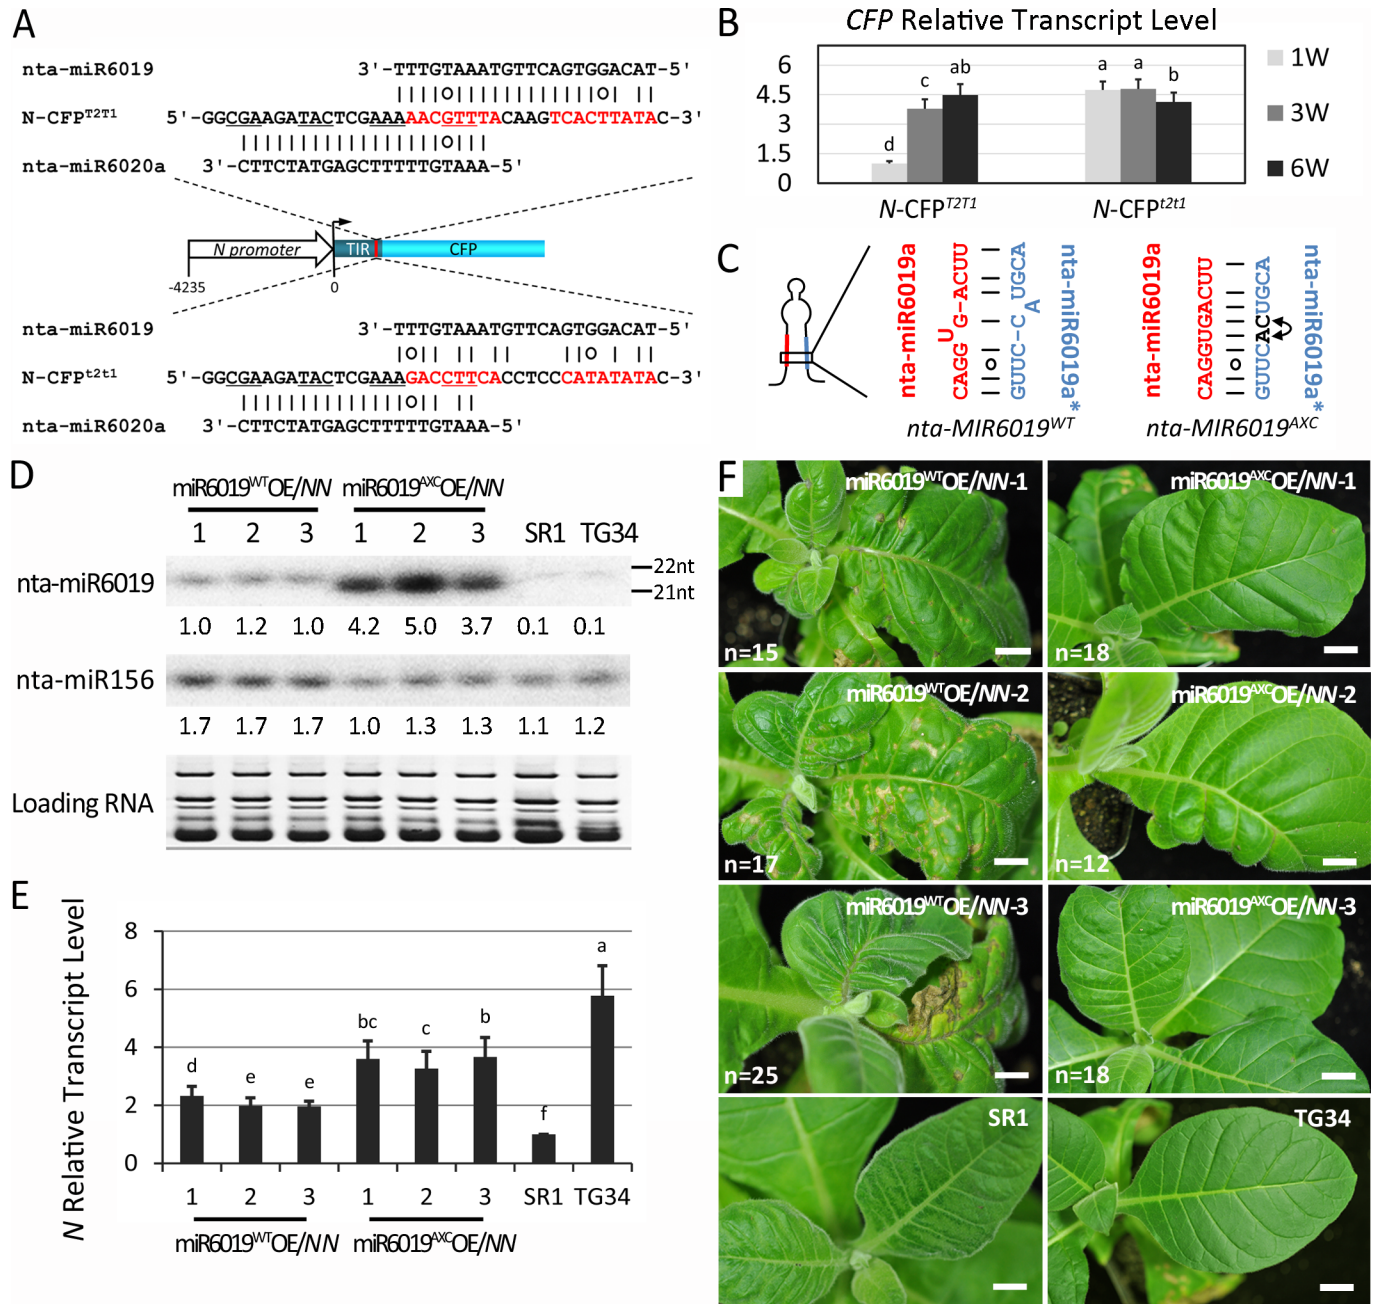 A
nta-miR6019 3'-TTTGTAAATGTTCAGTGGACAT-5'
N-CFPT2T1 5'-GGCGAAGATACTCGAAAAACGTTTACAAGTCACTTATAC-3'
nta-miR6020a 3'-CTTCTATGAGCTTTTTGTAAA-5'
N promoter TIR CFP
-4235 0
nta-miR6019 3'-TTTGTAAATGTTCAGTGGACAT-5'
N-CFPt2t1 5'-GGCGAAGATACTCGAAAGACCTTCACCTCCCATATATAC-3'
nta-miR6020a 3'-CTTCTATGAGCTTTTTGTAAA-5'
B
CFP Relative Transcript Level
6
4.5
3
1.5
0
d c ab a a b
N-CFPT2T1 N-CFPt2t1
1W
3W
6W
C
nta-miR6019a
CAGG U G-ACUU
GUUC-C A UGCA
nta-miR6019a*
nta-MIR6019WT
nta-miR6019a
CAGGUGACUU
GUUCACUGCA
nta-miR6019a*
nta-MIR6019AXC
D
miR6019WTOE/NN miR6019AXCOE/NN
1 2 3 1 2 3 SR1 TG34
nta-miR6019
22nt
21nt
1.0 1.2 1.0 4.2 5.0 3.7 0.1 0.1
nta-miR156
1.7 1.7 1.7 1.0 1.3 1.3 1.1 1.2
Loading RNA
E
N Relative Transcript Level
8
6
4
2
0
d e e bc c b f a
1 2 3 1 2 3 SR1 TG34
miR6019WTOE/NN miR6019AXCOE/NN
F
miR6019WTOE/NN-1
n=15
miR6019AXCOE/NN-1
n=18
miR6019WTOE/NN-2
n=17
miR6019AXCOE/NN-2
n=12
miR6019WTOE/NN-3
n=25
miR6019AXCOE/NN-3
n=18
SR1
TG34